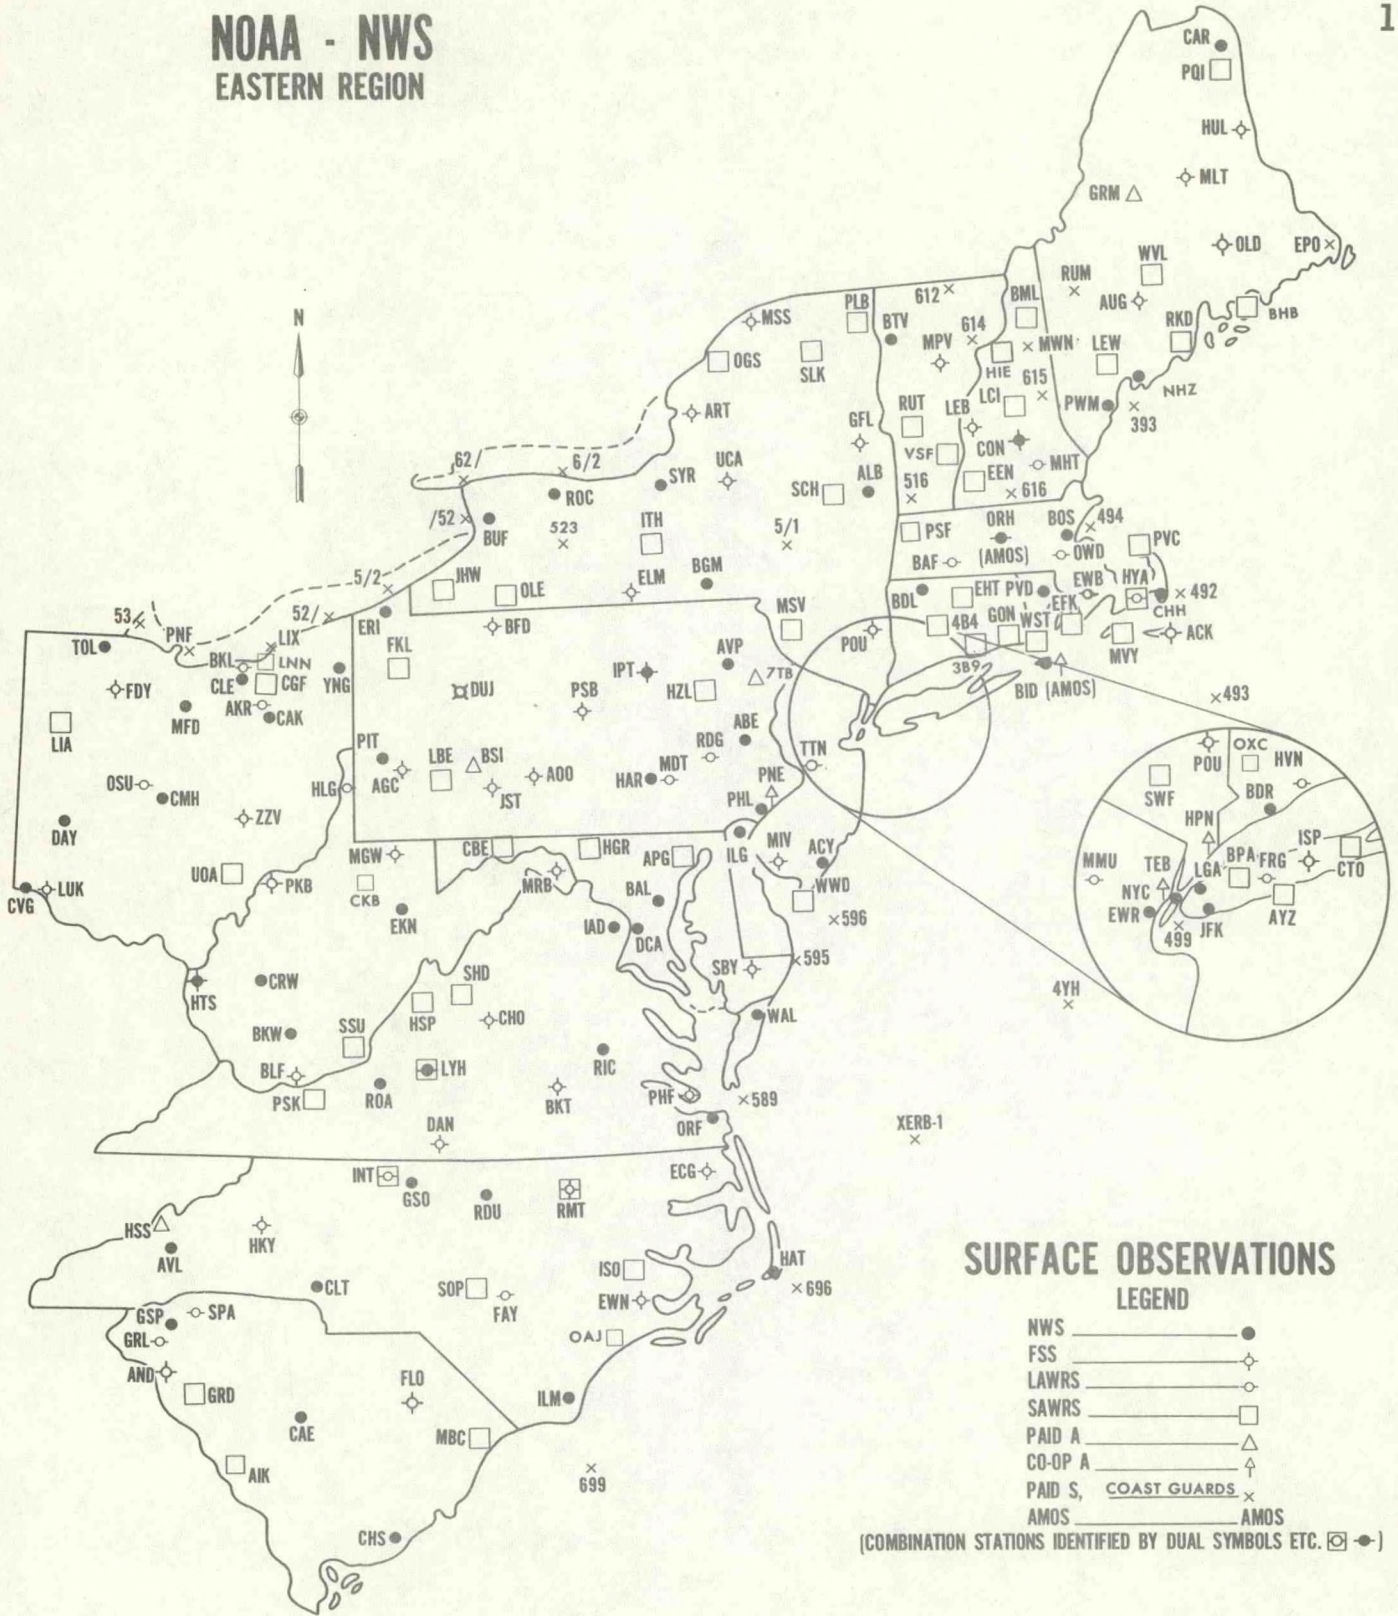 1
NOAA - NWS
EASTERN REGION
N
CAR
PQI
HUL
MLT
GRM
OLD
EPO
WVL
RUM
AUG
BHB
RKD
LEW
NHZ
PWM
393
612
BML
PLB
BTV
614
MPV
MWN
HIE
615
LCI
RUT
LEB
CON
VSF
MHT
EEN
516
616
MSS
OGS
SLK
ART
GFL
UCA
ALB
SCH
SYR
62/
6/2
ROC
/52
BUF
523
ITH
5/1
BGM
ELM
JHW
OLE
5/2
52/
53
MSV
POU
PSF
ORH
(AMOS)
BOS
494
OWD
PVC
BAF
BDL
EHT
PVD
EWB
HYA
492
CHH
EFK
GON
WST
4B4
3B9
MVY
ACK
BID (AMOS)
493
TOL
PNF
LIX
BKL
LNN
CLE
CGF
YNG
FDY
AKR
CAK
MFD
LIA
OSU
CMH
ZZV
HLG
DAY
UOA
PKB
CVG
LUK
ERI
FKL
BFD
DUJ
PSB
IPT
AVP
HZL
7TB
ABE
RDG
MDT
HAR
PIT
AGC
LBE
BSI
JST
AOO
TTN
PNE
PHL
ILG
MIV
ACY
WWD
596
595
MGW
CBE
HGR
APG
MRB
CKB
EKN
BAL
IAD
DCA
SBY
WAL
HTS
CRW
BKW
BLF
SSU
HSP
SHD
CHO
LYH
RIC
PSK
ROA
BKT
PHF
589
ORF
DAN
4YH
XERB-1
POU
OXC
HVN
SWF
BDR
HPN
ISP
BPA
FRG
CTO
MMU
TEB
LGA
NYC
EWR
JFK
AYZ
499
INT
GSO
RDU
RMT
ECG
HSS
HKY
AVL
CLT
SOP
FAY
ISO
EWN
HAT
696
OAJ
GSP
SPA
GRL
AND
GRD
FLO
ILM
CAE
MBC
AIK
699
CHS
SURFACE OBSERVATIONS
LEGEND
NWS
FSS
LAWRS
SAWRS
PAID A
CO-OP A
PAID S, COAST GUARDS
AMOS AMOS
(COMBINATION STATIONS IDENTIFIED BY DUAL SYMBOLS ETC. )